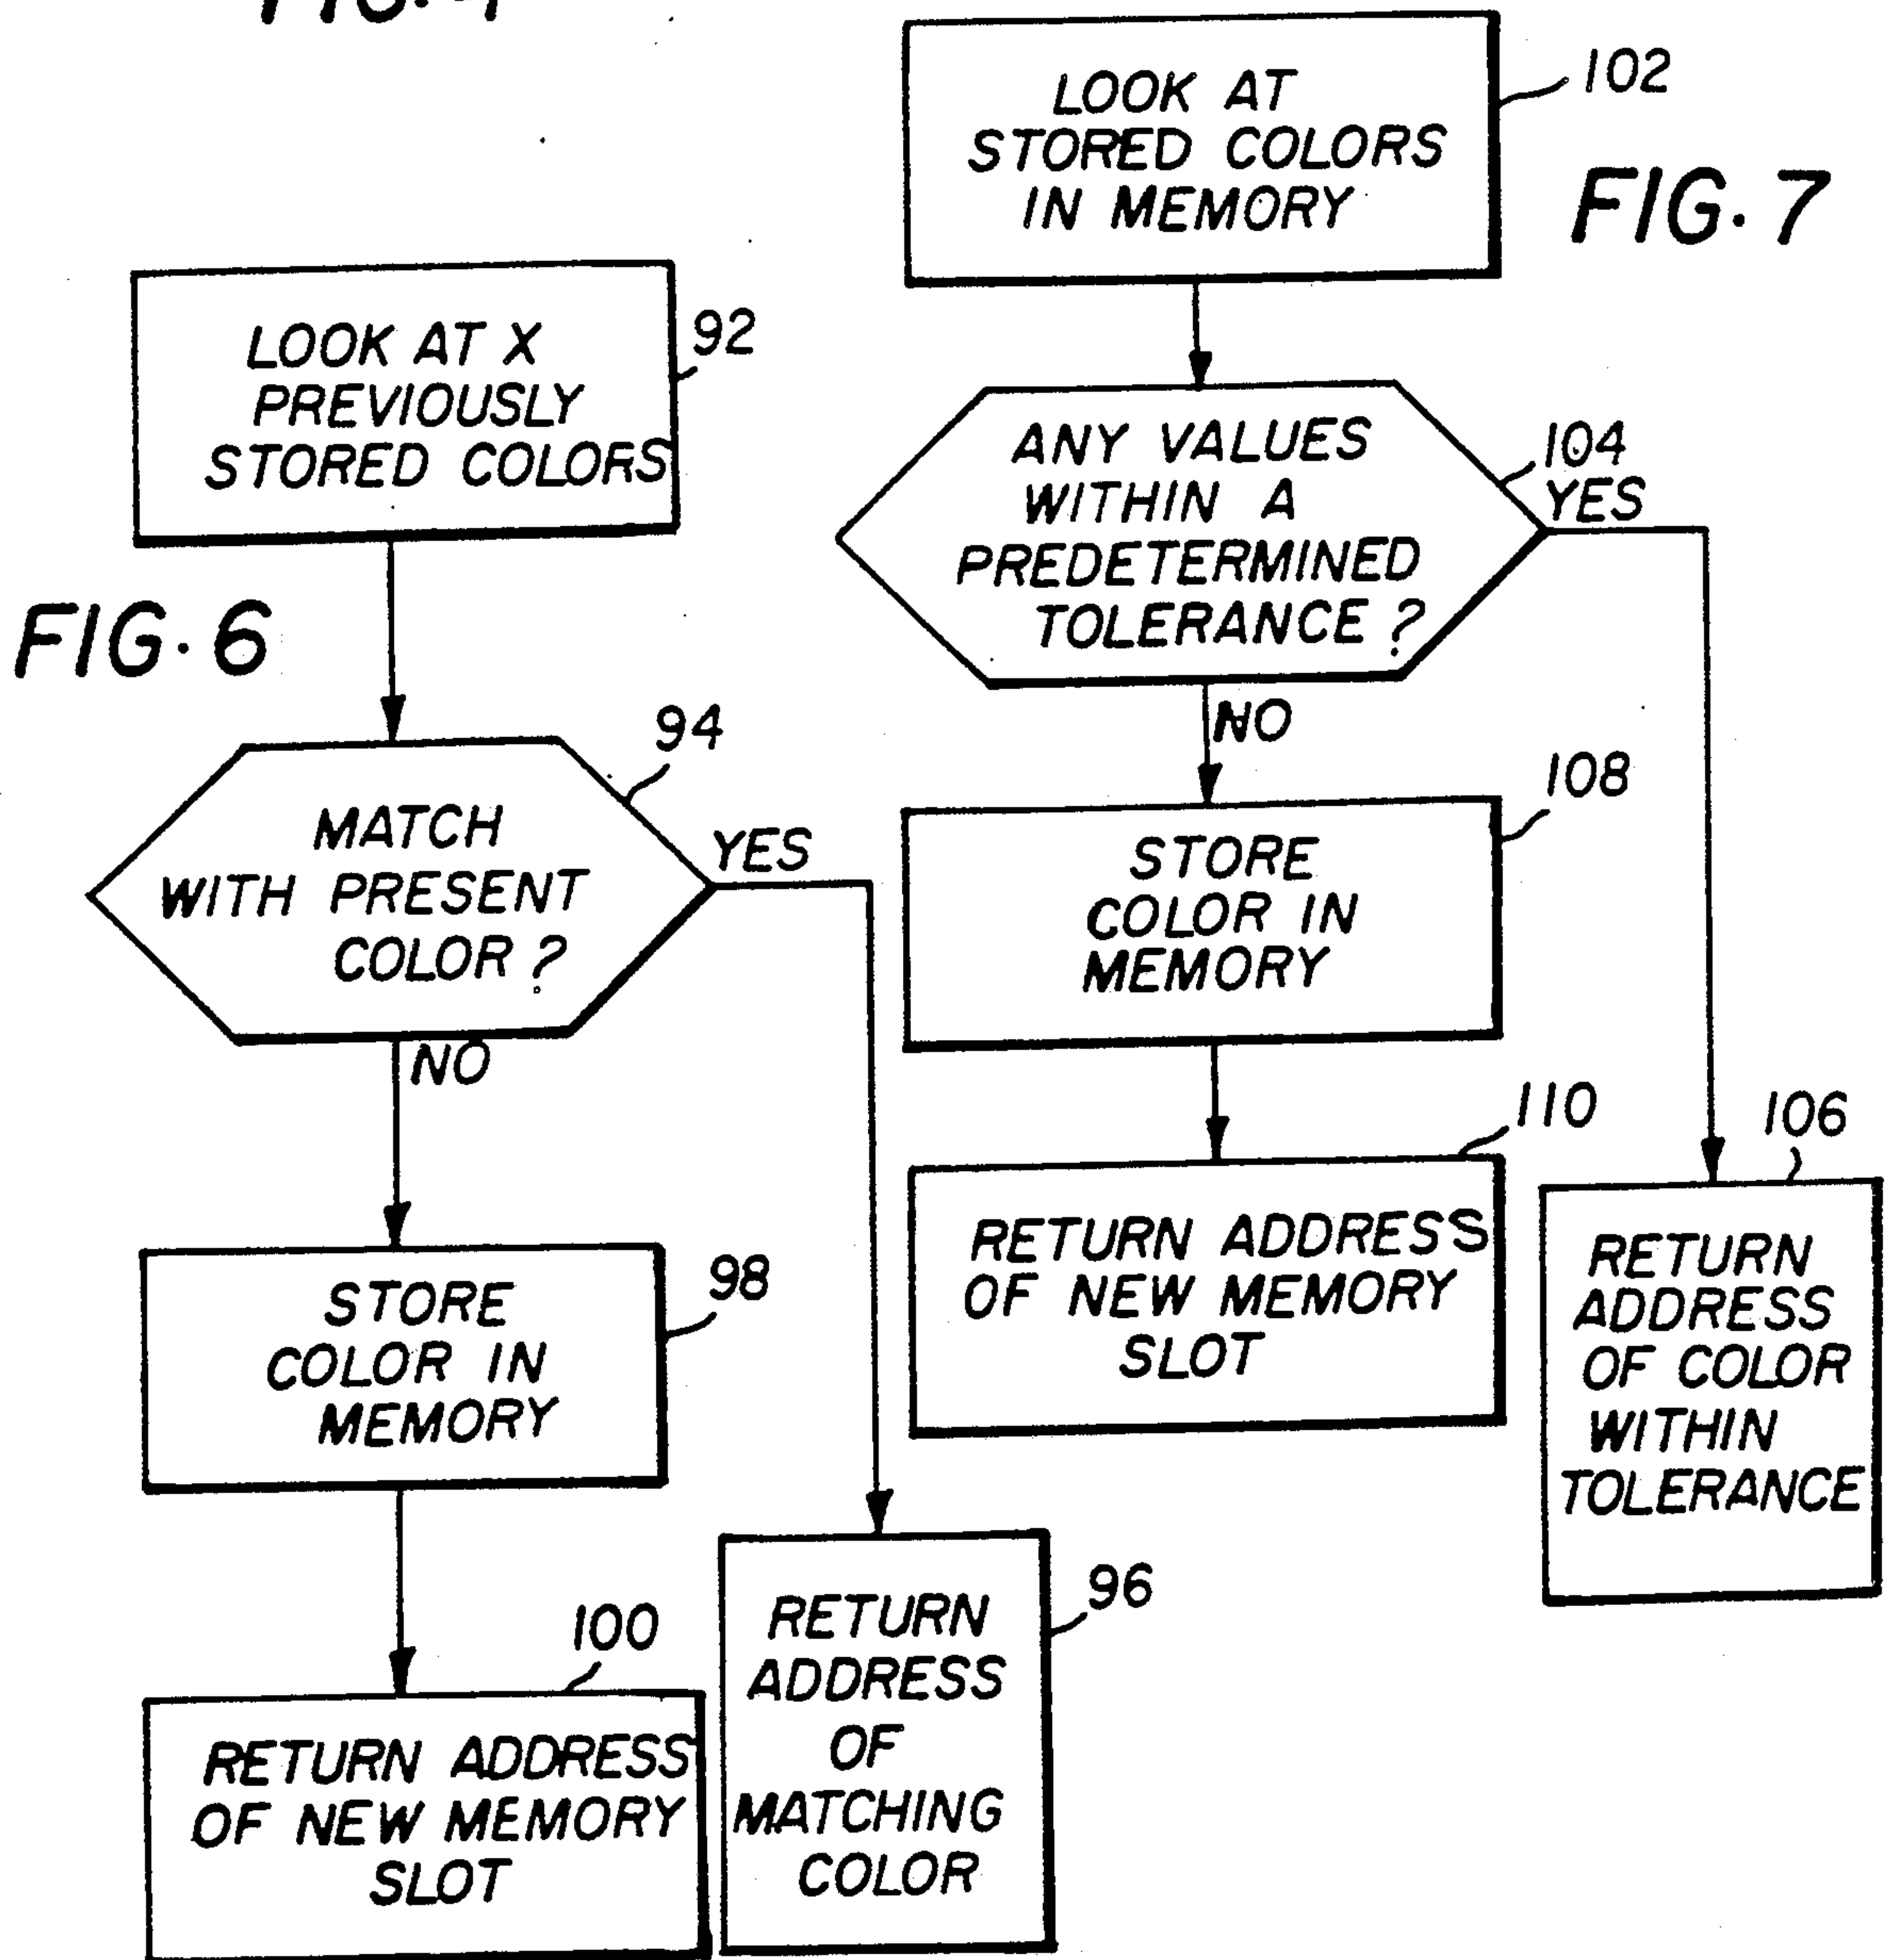 LOOK AT X
PREVIOUSLY
STORED COLORS
92
FIG. 6
94
MATCH
WITH PRESENT
COLOR?
YES
NO
STORE
COLOR IN
MEMORY
98
100
RETURN ADDRESS
OF NEW MEMORY
SLOT
RETURN
ADDRESS
OF
MATCHING
COLOR
96
LOOK AT
STORED COLORS
IN MEMORY
102
FIG. 7
ANY VALUES
WITHIN A
PREDETERMINED
TOLERANCE?
104
YES
NO
108
STORE
COLOR IN
MEMORY
110
RETURN ADDRESS
OF NEW MEMORY
SLOT
106
RETURN
ADDRESS
OF COLOR
WITHIN
TOLERANCE